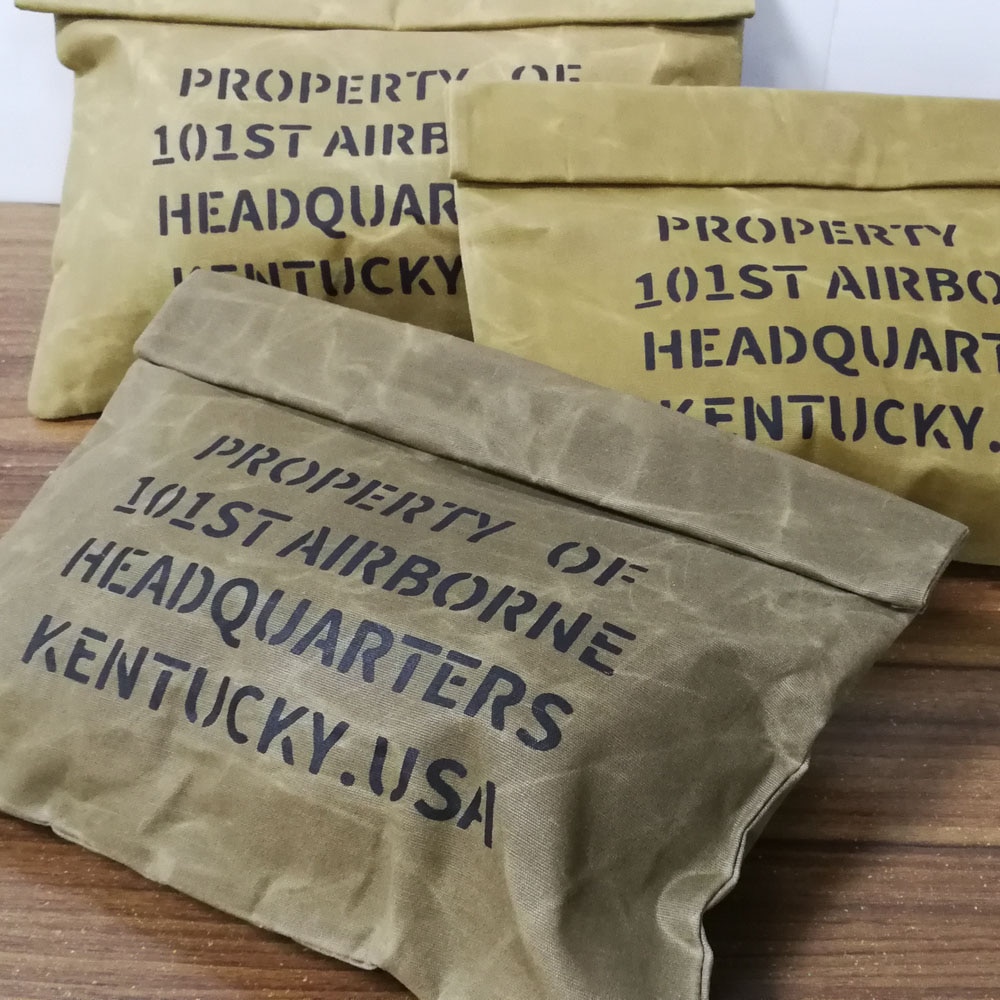 PROPERTY OF
101ST AIRB
HEADQUAR
KENTUCKY
PROPERTY
101ST AIRBO
HEADQUART
KENTUCKY.
PROPERTY OF
101ST AIRBORNE
HEADQUARTERS
KENTUCKY.USA